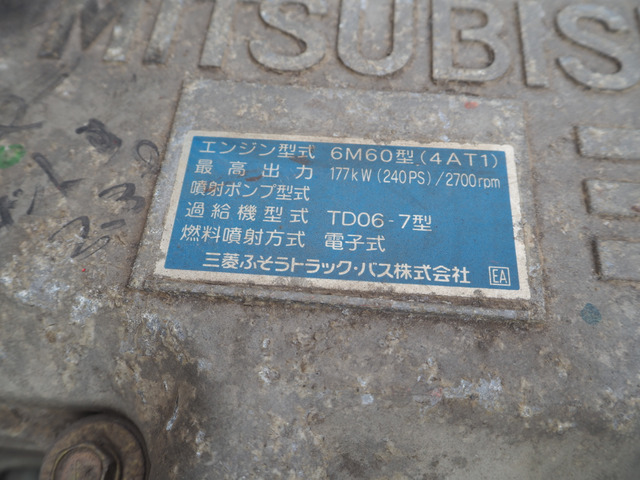 MITSUBIS
エンジン型式 6M60型(4AT1)
最高出力 177kW(240PS)/2700rpm
噴射ポンプ型式
過給機型式 TD06-7型
燃料噴射方式 電子式
三菱ふそうトラック・バス株式会社 EA